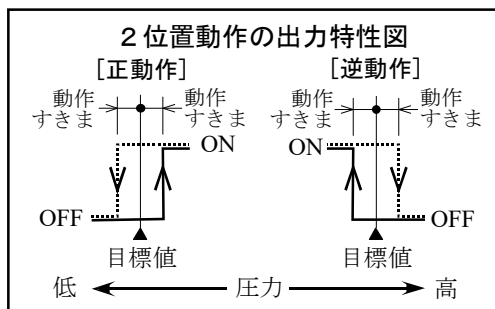 ２位置動作の出力特性図
[正動作] [逆動作]
動作 動作 動作 動作
すきま すきま すきま すきま
ON ON
OFF OFF
目標値 目標値
低 圧力 高